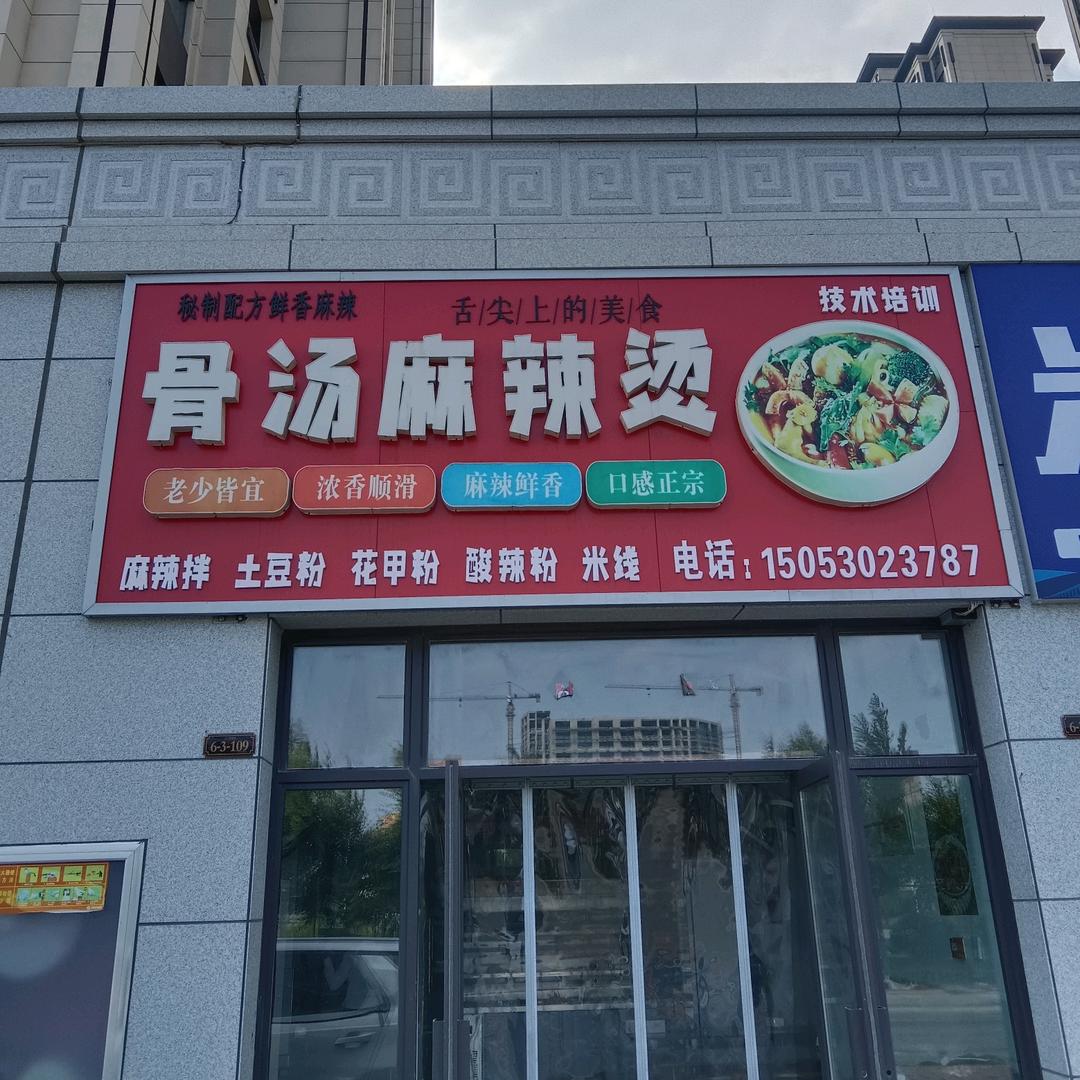 秘制配方鲜香麻辣
舌/尖/上/的/美/食
技术培训
骨汤麻辣烫
老少皆宜 浓香顺滑 麻辣鲜香 口感正宗
麻辣拌 土豆粉 花甲粉 酸辣粉 米线 电话:15053023787
6-3-109